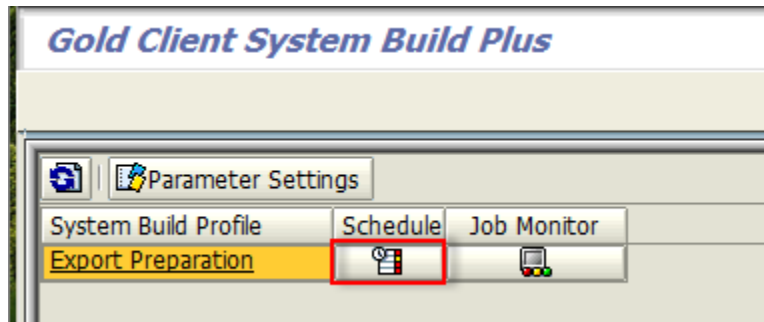 Gold Client System Build Plus
Parameter Settings
System Build Profile Schedule Job Monitor
Export Preparation